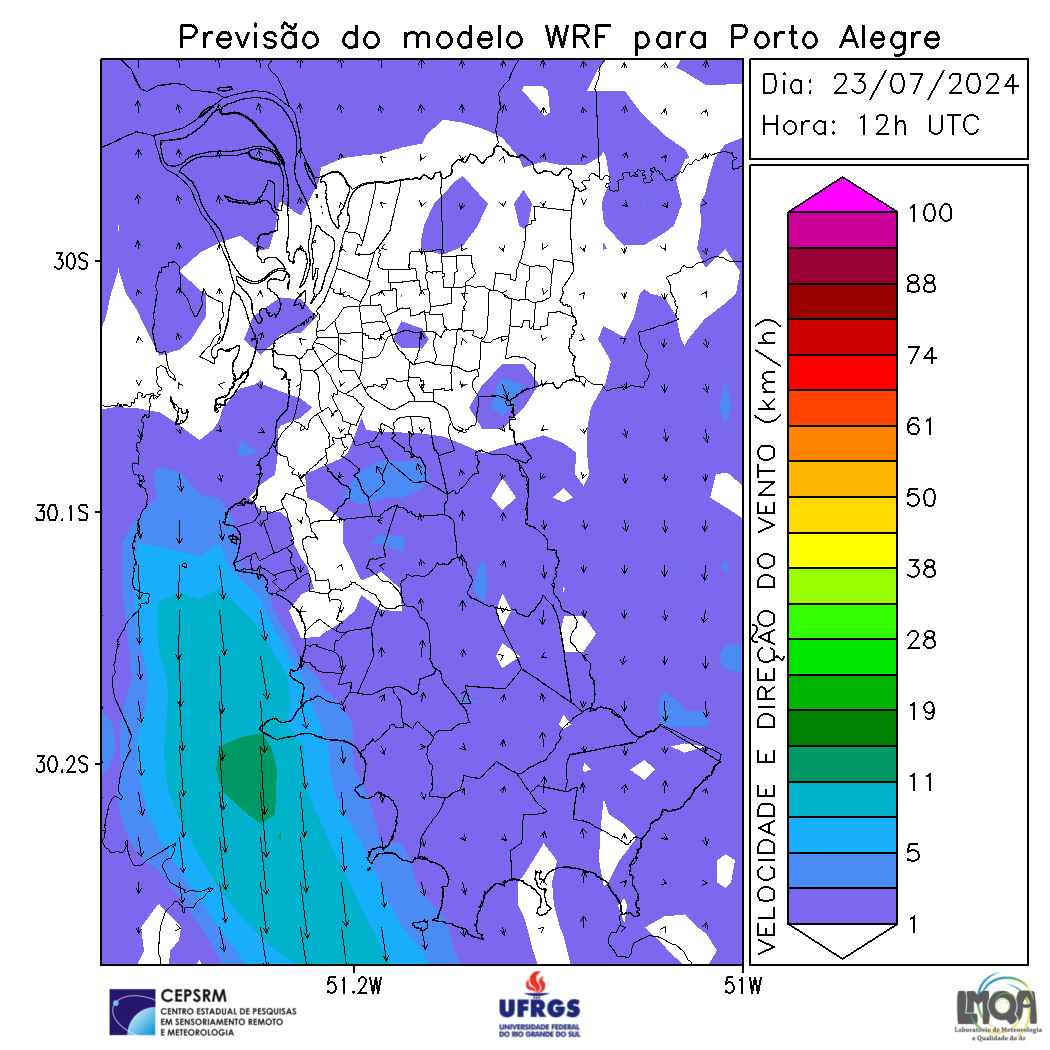 Previsão do modelo WRF para Porto Alegre
Dia: 23/07/2024
Hora: 12h UTC
30S
30.1S
30.2S
51.2W
51W
VELOCIDADE E DIREÇÃO DO VENTO (km/h)
100
88
74
61
50
38
28
19
11
5
1
CEPSRM
CENTRO ESTADUAL DE PESQUISAS
EM SENSORIAMENTO REMOTO
E METEOROLOGIA
UFRGS
UNIVERSIDADE FEDERAL
DO RIO GRANDE DO SUL
LMQA
Laboratório de Meteorologia
e Qualidade do Ar